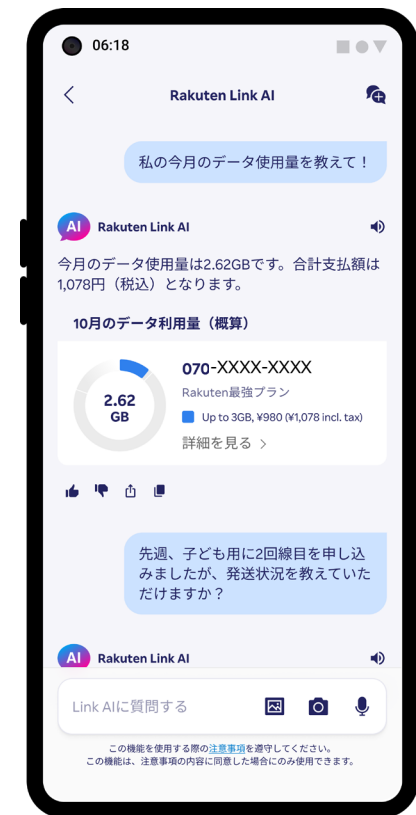 06:18
Rakuten Link AI
私の今月のデータ使用量を教えて！
AI Rakuten Link AI
今月のデータ使用量は2.62GBです。合計支払額は
1,078円（税込）となります。
10月のデータ利用量（概算）
070-XXXX-XXXX
Rakuten最強プラン
2.62
GB
Up to 3GB, ¥980 (¥1,078 incl. tax)
詳細を見る
先週、子ども用に2回線目を申し込
みましたが、発送状況を教えていた
だけますか？
AI Rakuten Link AI
Link AIに質問する
この機能を使用する際の注意事項を遵守してください。
この機能は、注意事項の内容に同意した場合にのみ使用できます。